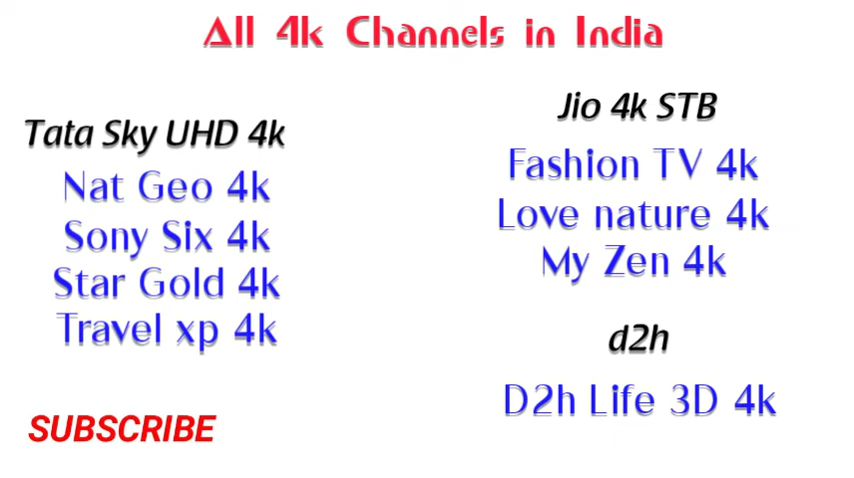 All 4k Channels in India
Tata Sky UHD 4k
Nat Geo 4k
Sony Six 4k
Star Gold 4k
Travel xp 4k
SUBSCRIBE
Jio 4k STB
Fashion TV 4k
Love nature 4k
My Zen 4k
d2h
D2h Life 3D 4k